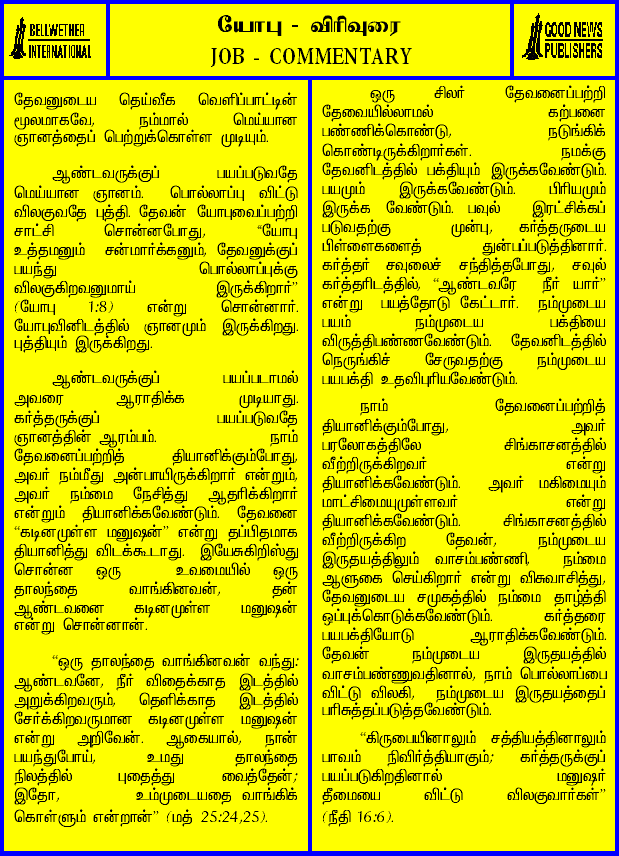 BELLWETHER
INTERNATIONAL
யோபு - விரிவுரை
JOB - COMMENTARY
GOOD NEWS
PUBLISHERS
தேவனுடைய தெய்வீக வெளிப்பாட்டின்
மூலமாகவே, நம்மால் மெய்யான
ஞானத்தைப் பெற்றுக்கொள்ள முடியும்.
ஆண்டவருக்குப் பயப்படுவதே
மெய்யான ஞானம். பொல்லாப்பு விட்டு
விலகுவதே புத்தி. தேவன் யோபுவைப்பற்றி
சாட்சி சொன்னபோது, “யோபு
உத்தமனும் சன்மார்க்கனும், தேவனுக்குப்
பயந்து பொல்லாப்புக்கு
விலகுகிறவனுமாய் இருக்கிறார்”
(யோபு 1:8) என்று சொன்னார்.
யோபுவினிடத்தில் ஞானமும் இருக்கிறது.
புத்தியும் இருக்கிறது.
ஆண்டவருக்குப் பயப்படாமல்
அவரை ஆராதிக்க முடியாது.
கர்த்தருக்குப் பயப்படுவதே
ஞானத்தின் ஆரம்பம். நாம்
தேவனைப்பற்றித் தியானிக்கும்போது,
அவர் நம்மீது அன்பாயிருக்கிறார் என்றும்,
அவர் நம்மை நேசித்து ஆதரிக்கிறார்
என்றும் தியானிக்கவேண்டும். தேவனை
“கடினமுள்ள மனுஷன்” என்று தப்பிதமாக
தியானித்து விடக்கூடாது. இயேசுகிறிஸ்து
சொன்ன ஒரு உவமையில் ஒரு
தாலந்தை வாங்கினவன், தன்
ஆண்டவனை கடினமுள்ள மனுஷன்
என்று சொன்னான்.
“ஒரு தாலந்தை வாங்கினவன் வந்து:
ஆண்டவனே, நீர் விதைக்காத இடத்தில்
அறுக்கிறவரும், தெளிக்காத இடத்தில்
சேர்க்கிறவருமான கடினமுள்ள மனுஷன்
என்று அறிவேன். ஆகையால், நான்
பயந்துபோய், உமது தாலந்தை
நிலத்தில் புதைத்து வைத்தேன்;
இதோ, உம்முடையதை வாங்கிக்
கொள்ளும் என்றான்” (மத் 25:24,25).
ஒரு சிலர் தேவனைப்பற்றி
தேவையில்லாமல் கற்பனை
பண்ணிக்கொண்டு, நடுங்கிக்
கொண்டிருக்கிறார்கள். நமக்கு
தேவனிடத்தில் பக்தியும் இருக்கவேண்டும்.
பயமும் இருக்கவேண்டும். பிரியமும்
இருக்க வேண்டும். பவுல் இரட்சிக்கப்
படுவதற்கு முன்பு, கர்த்தருடைய
பிள்ளைகளைத் துன்பப்படுத்தினார்.
கர்த்தர் சவுலைச் சந்தித்தபோது, சவுல்
கர்த்தரிடத்தில், “ஆண்டவரே நீர் யார்”
என்று பயத்தோடு கேட்டார். நம்முடைய
பயம் நம்முடைய பக்தியை
விருத்திபண்ணவேண்டும். தேவனிடத்தில்
நெருங்கிச் சேருவதற்கு நம்முடைய
பயபக்தி உதவிபுரியவேண்டும்.
நாம் தேவனைப்பற்றித்
தியானிக்கும்போது, அவர்
பரலோகத்திலே சிங்காசனத்தில்
வீற்றிருக்கிறவர் என்று
தியானிக்கவேண்டும். அவர் மகிமையும்
மாட்சிமையுமுள்ளவர் என்று
தியானிக்கவேண்டும். சிங்காசனத்தில்
வீற்றிருக்கிற தேவன், நம்முடைய
இருதயத்திலும் வாசம்பண்ணி, நம்மை
ஆளுகை செய்கிறார் என்று விசுவாசித்து,
தேவனுடைய சமுகத்தில் நம்மை தாழ்த்தி
ஒப்புக்கொடுக்கவேண்டும். கர்த்தரை
பயபக்தியோடு ஆராதிக்கவேண்டும்.
தேவன் நம்முடைய இருதயத்தில்
வாசம்பண்ணுவதினால், நாம் பொல்லாப்பை
விட்டு விலகி, நம்முடைய இருதயத்தைப்
பரிசுத்தப்படுத்தவேண்டும்.
“கிருபையினாலும் சத்தியத்தினாலும்
பாவம் நிவிர்த்தியாகும்; கர்த்தருக்குப்
பயப்படுகிறதினால் மனுஷர்
தீமையை விட்டு விலகுவார்கள்”
(நீதி 16:6).